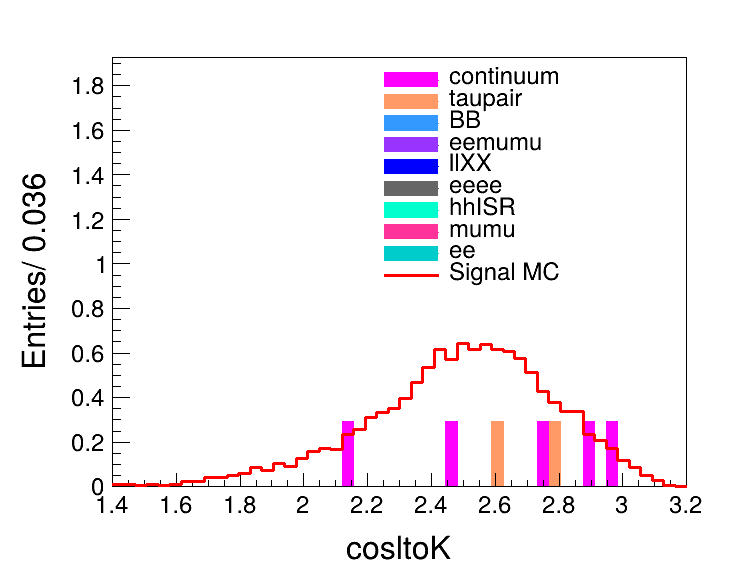 continuum
taupair
BB
eemumu
llXX
eeee
hhISR
mumu
ee
Signal MC
Entries/ 0.036
1.8
1.6
1.4
1.2
1
0.8
0.6
0.4
0.2
0
1.4 1.6 1.8 2 2.2 2.4 2.6 2.8 3 3.2
cosltoK